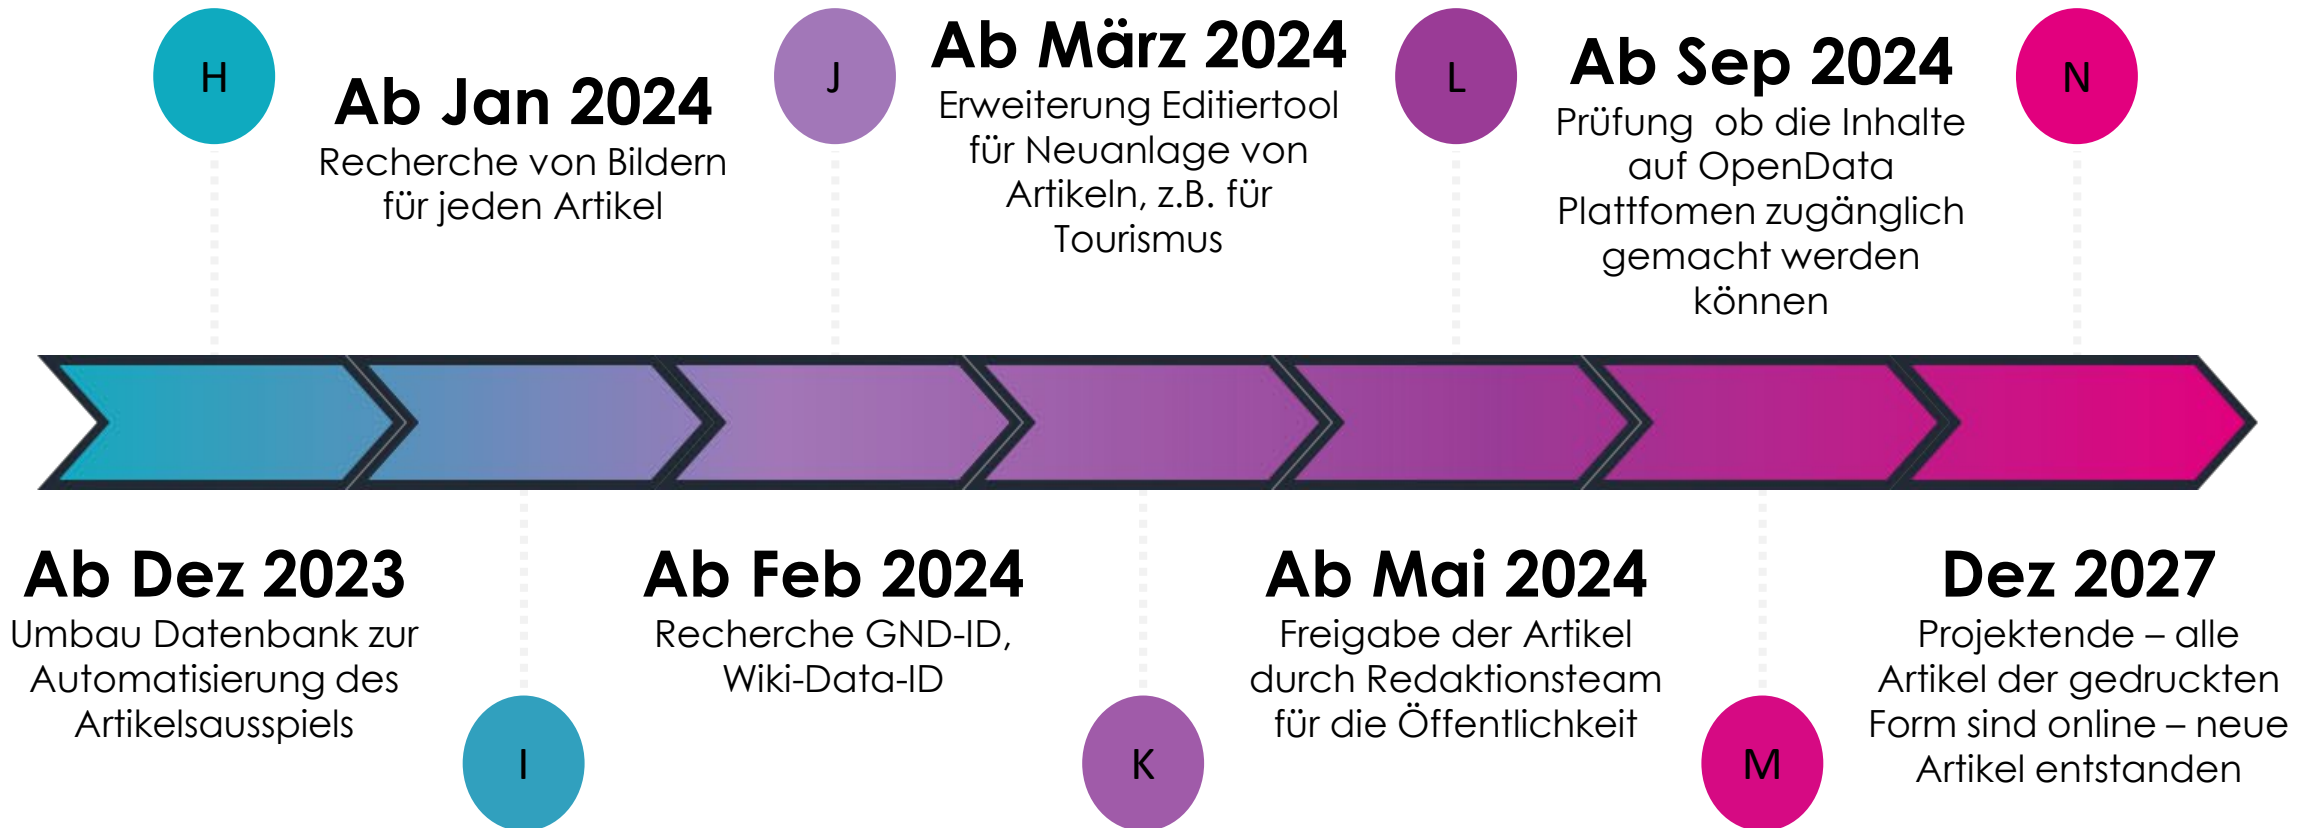 H
Ab Dez 2023
Umbau Datenbank zur
Automatisierung des
Artikelsausspiels
I
Ab Jan 2024
Recherche von Bildern
für jeden Artikel
J
Ab Feb 2024
Recherche GND-ID,
Wiki-Data-ID
K
Ab März 2024
Erweiterung Editiertool
für Neuanlage von
Artikeln, z.B. für
Tourismus
L
Ab Mai 2024
Freigabe der Artikel
durch Redaktionsteam
für die Öffentlichkeit
M
Ab Sep 2024
Prüfung  ob die Inhalte
auf OpenData
Plattfomen zugänglich
gemacht werden
können
N
Dez 2027
Projektende – alle
Artikel der gedruckten
Form sind online – neue
Artikel entstanden